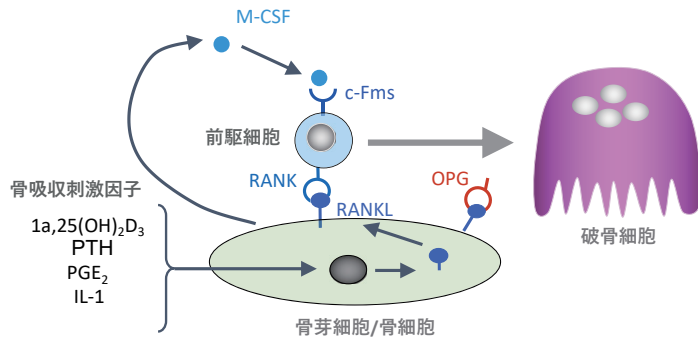 M-CSF
c-Fms
前駆細胞
RANK
OPG
骨吸収刺激因子
RANKL
1a,25(OH)₂D₃
PTH
PGE₂
IL-1
破骨細胞
骨芽細胞/骨細胞